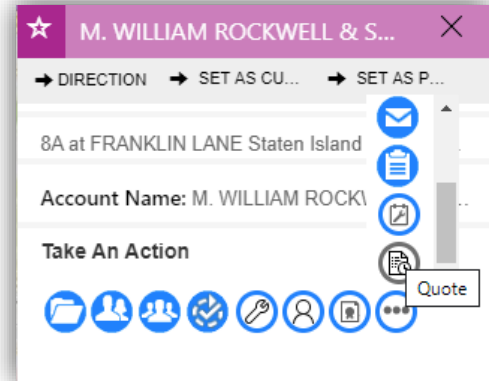 M. WILLIAM ROCKWELL & S...
DIRECTION SET AS CU... SET AS P...
8A at FRANKLIN LANE Staten Island
Account Name: M. WILLIAM ROCK
Take An Action
Quote